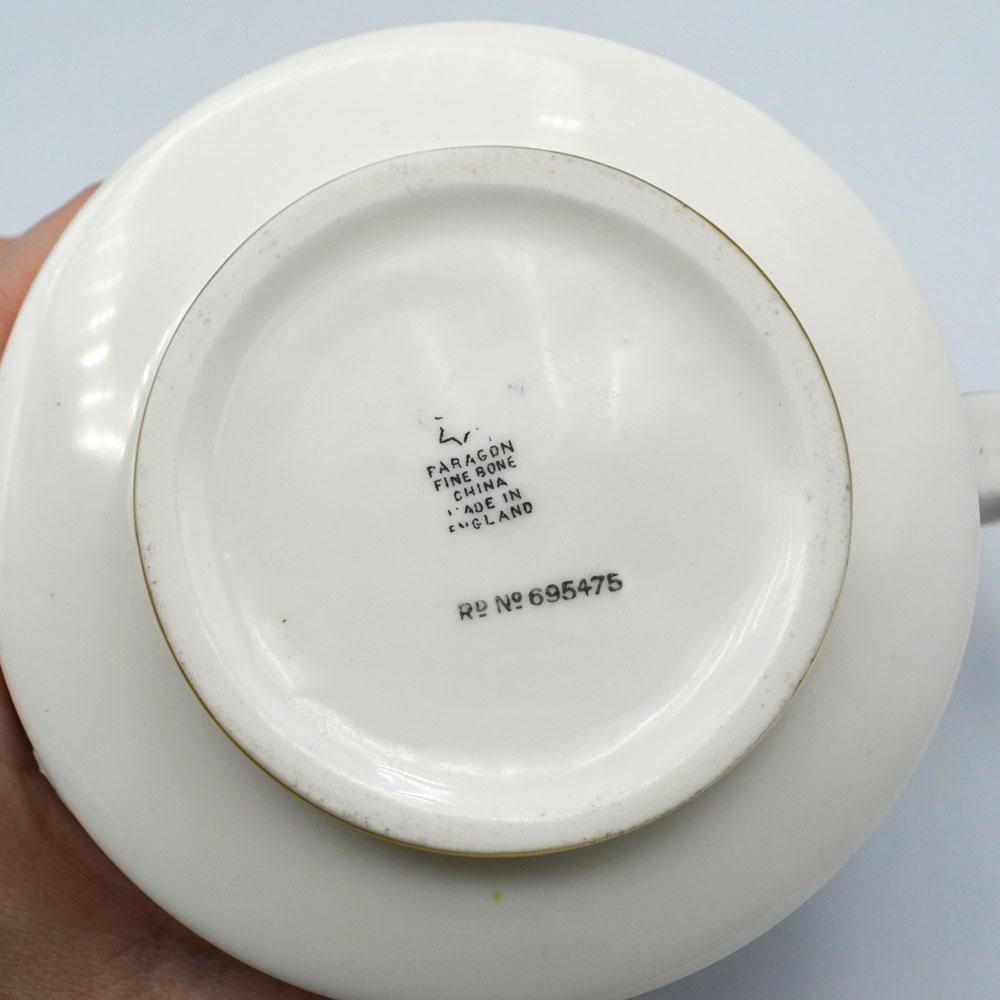 PARAGON
FINE BONE
CHINA
MADE IN
ENGLAND
RD Nº 695475